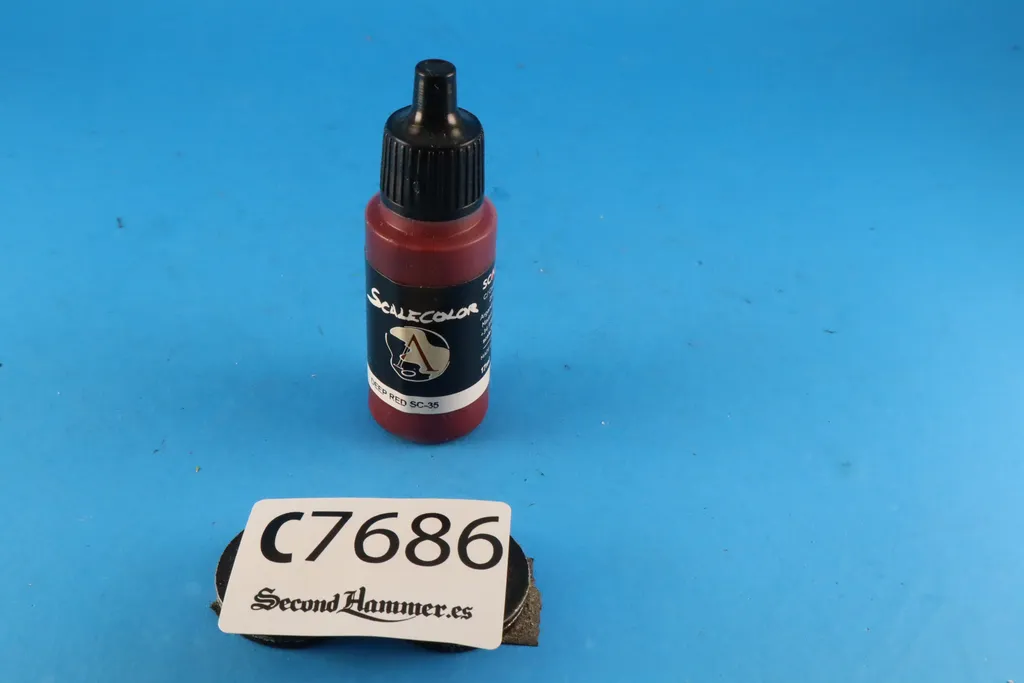 SCALECOLOR
DEEP RED SC-35
C7686
SecondHammer.es